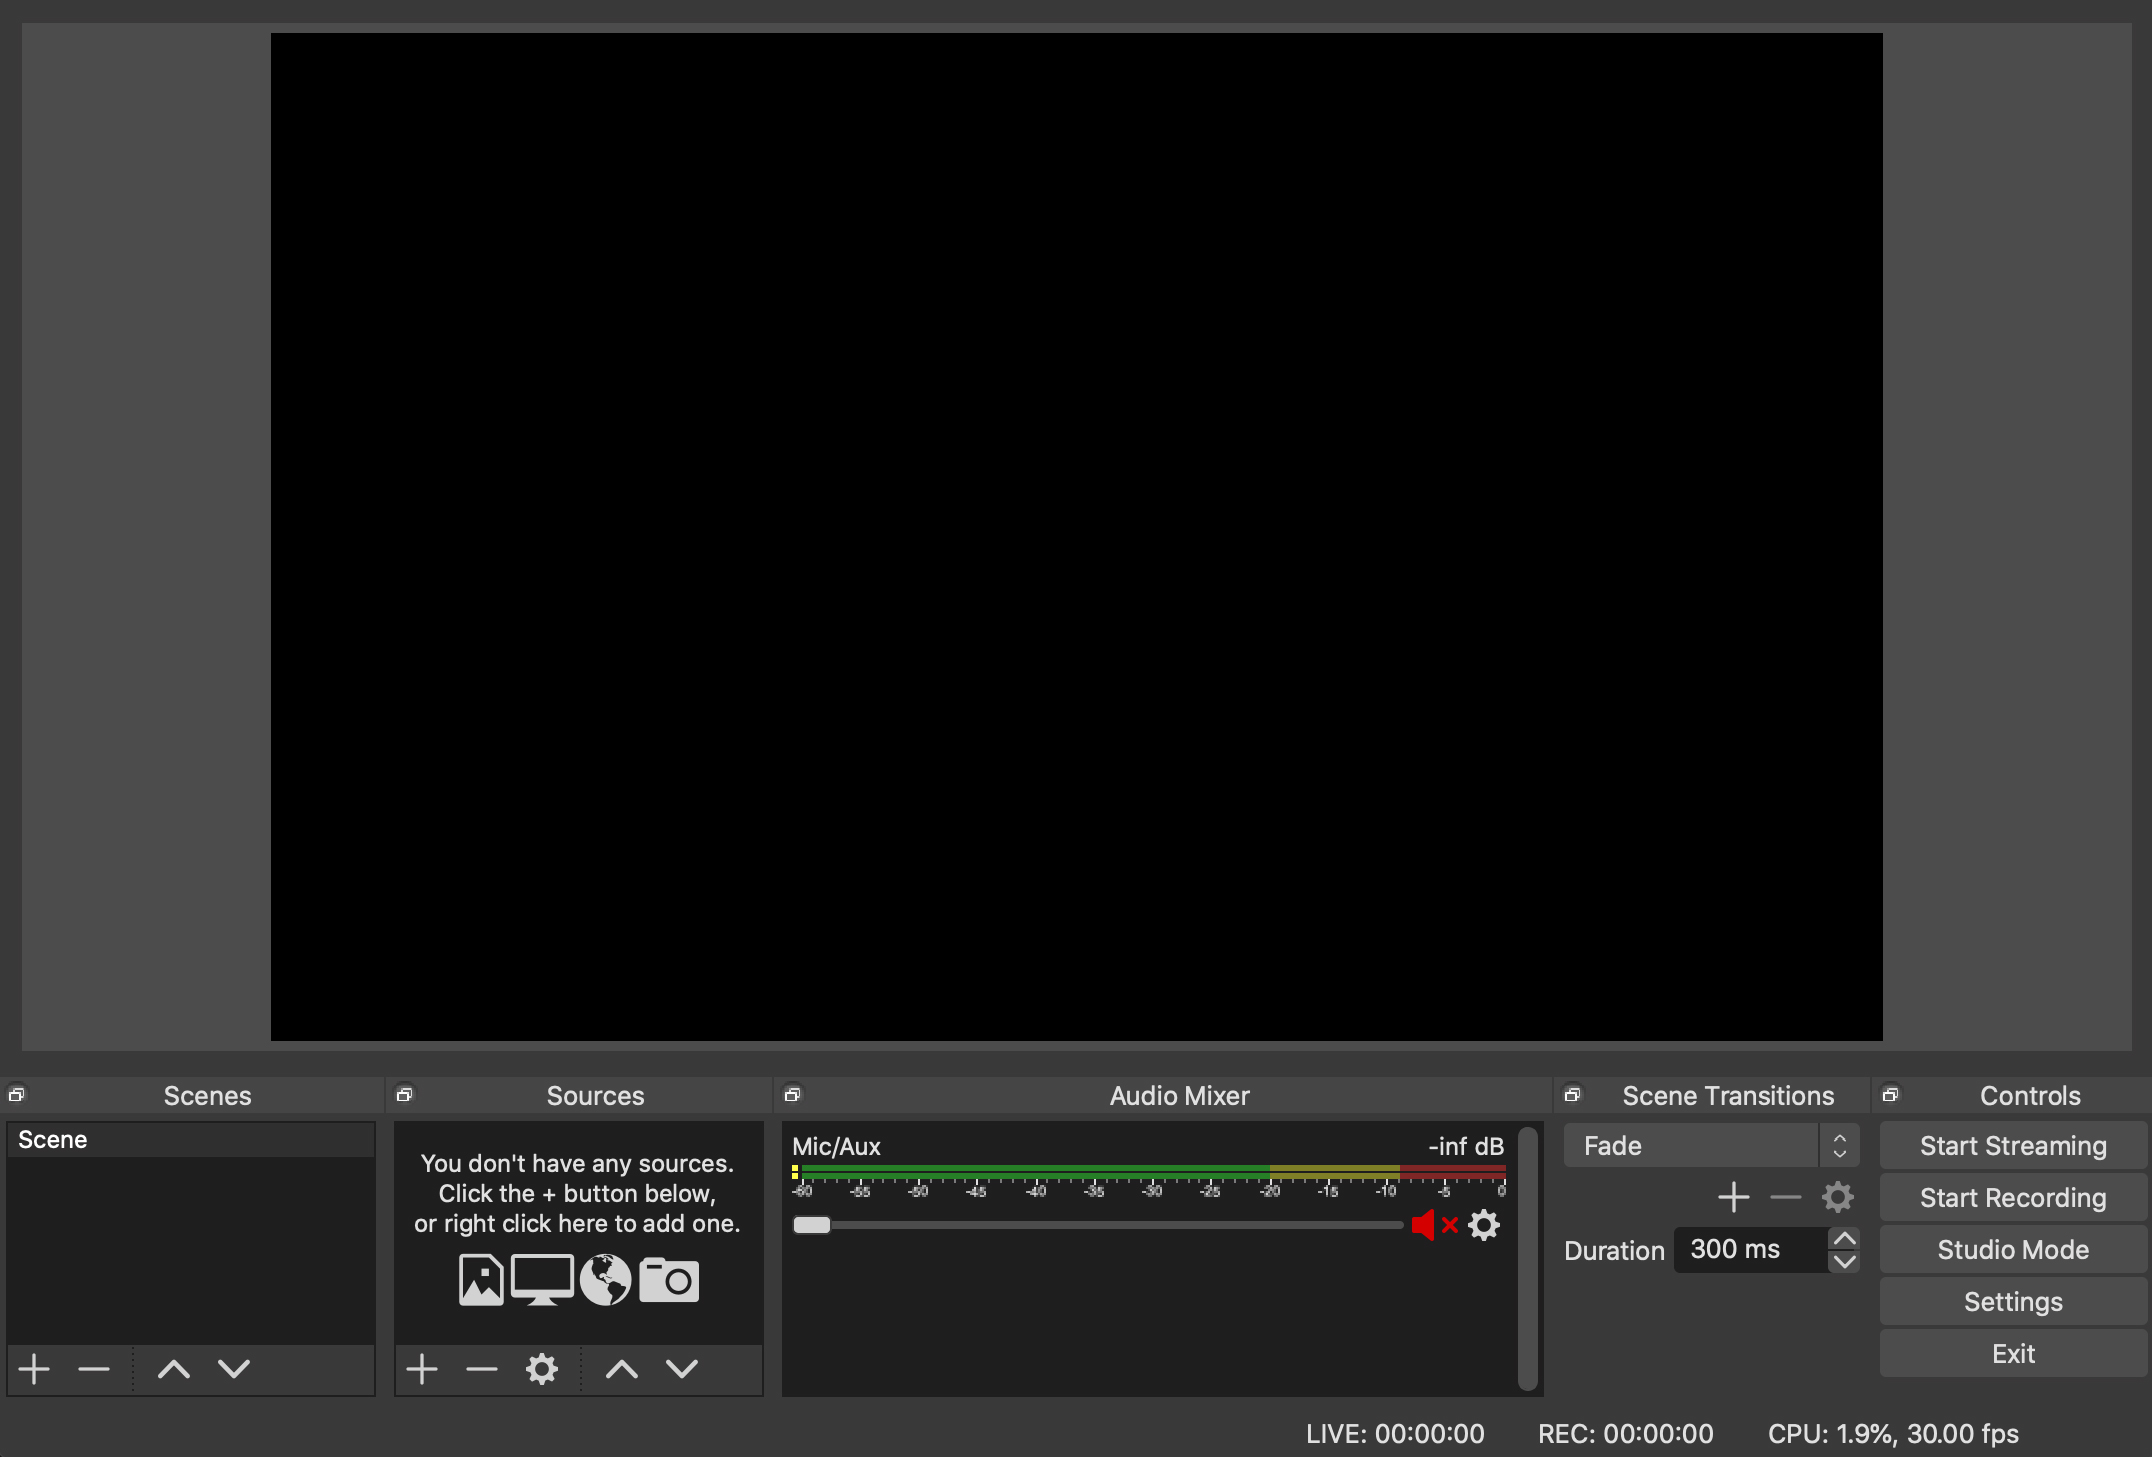 Scenes
Sources
Audio Mixer
Scene Transitions
Controls
Scene
You don't have any sources.
Click the + button below,
or right click here to add one.
Mic/Aux
-inf dB
-60 -55 -50 -45 -40 -35 -30 -25 -20 -15 -10 -5 0
Fade
Duration
300 ms
Start Streaming
Start Recording
Studio Mode
Settings
Exit
LIVE: 00:00:00
REC: 00:00:00
CPU: 1.9%, 30.00 fps